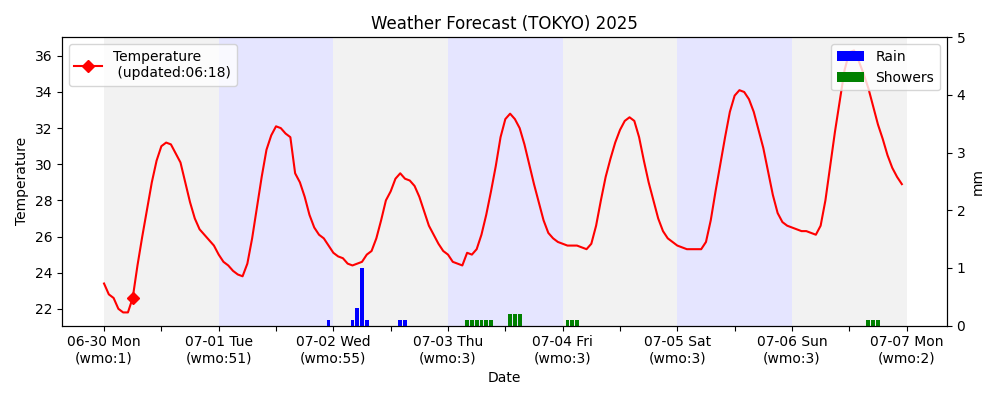 Weather Forecast (TOKYO) 2025
Temperature
(updated:06:18)
Rain
Showers
Temperature
36
34
32
30
28
26
24
22
5
4
3
2
1
0
mm
06-30 Mon
(wmo:1)
07-01 Tue
(wmo:51)
07-02 Wed
(wmo:55)
07-03 Thu
(wmo:3)
07-04 Fri
(wmo:3)
07-05 Sat
(wmo:3)
07-06 Sun
(wmo:3)
07-07 Mon
(wmo:2)
Date